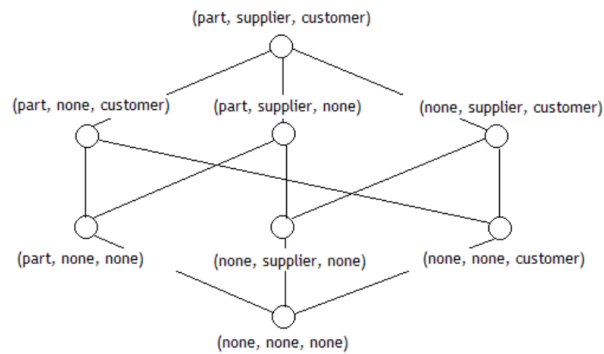 (part, supplier, customer)
(part, none, customer)
(part, supplier, none)
(none, supplier, customer)
(part, none, none)
(none, supplier, none)
(none, none, customer)
(none, none, none)